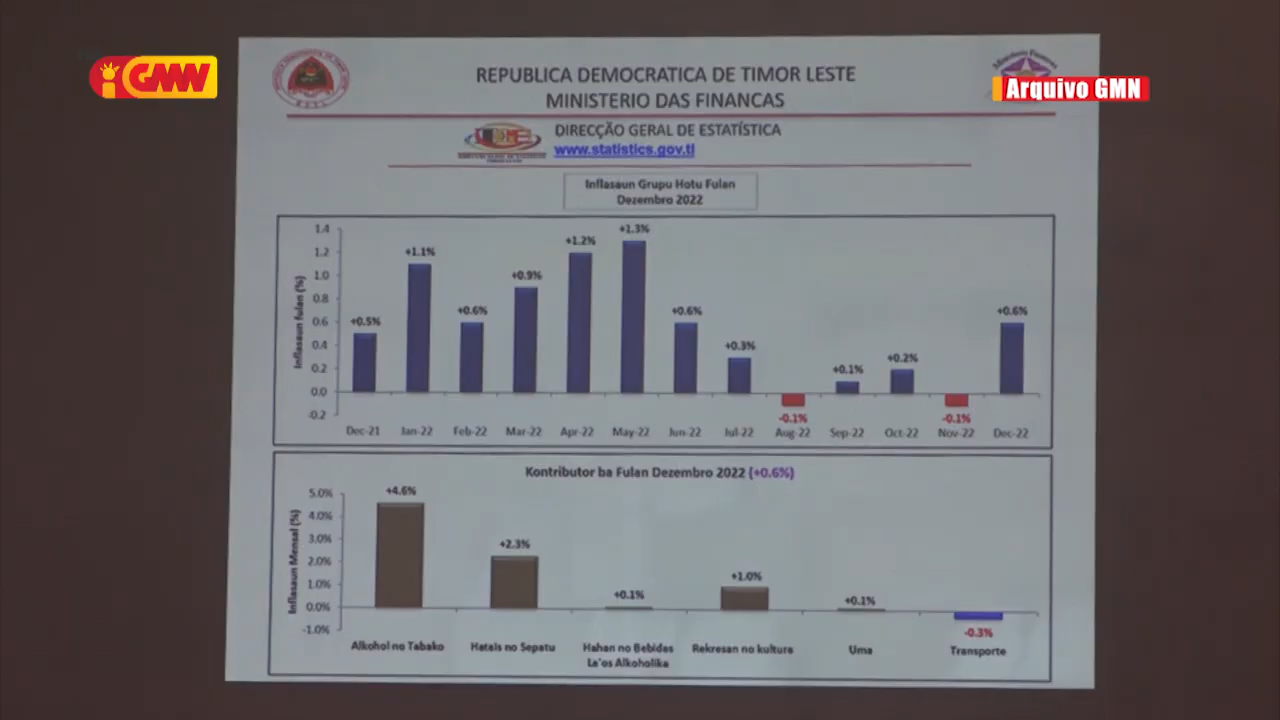 GMN
Arquivo GMN
REPUBLICA DEMOCRATICA DE TIMOR LESTE
MINISTERIO DAS FINANCAS
DIRECÇÃO GERAL DE ESTATÍSTICA
www.statistics.gov.tl
Inflasaun Grupu Hotu Fulan
Dezembro 2022
Inflasaun fulan (%)
1.4
1.2
1.0
0.8
0.6
0.4
0.2
0.0
-0.2
+0.5%
+1.1%
+0.6%
+0.9%
+1.2%
+1.3%
+0.6%
+0.3%
-0.1%
+0.1%
+0.2%
-0.1%
+0.6%
Dec-21 Jan-22 Feb-22 Mar-22 Apr-22 May-22 Jun-22 Jul-22 Aug-22 Sep-22 Oct-22 Nov-22 Dec-22
Kontributor ba Fulan Dezembro 2022 (+0.6%)
Inflasaun Mensal (%)
5.0%
4.0%
3.0%
2.0%
1.0%
0.0%
-1.0%
+4.6%
+2.3%
+0.1%
+1.0%
+0.1%
-0.3%
Alkohol no Tabako
Hatais no Sepatu
Hahan no Bebidas
La'os Alkoholika
Rekresan no kultura
Uma
Transporte